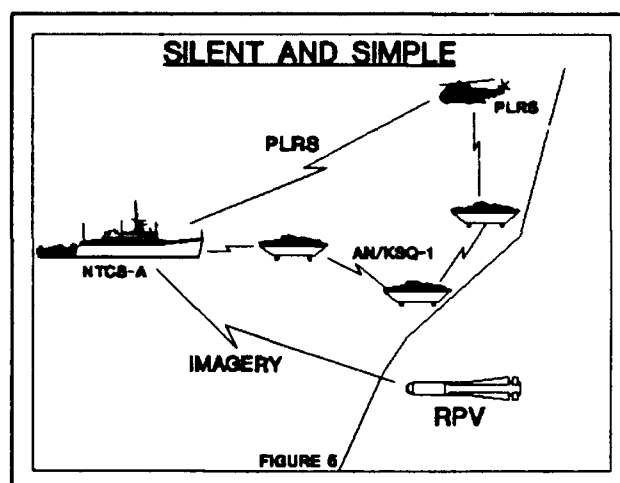 SILENT AND SIMPLE
PLRS
PLRS
AN/KSQ-1
NTCS-A
IMAGERY
RPV
FIGURE 6